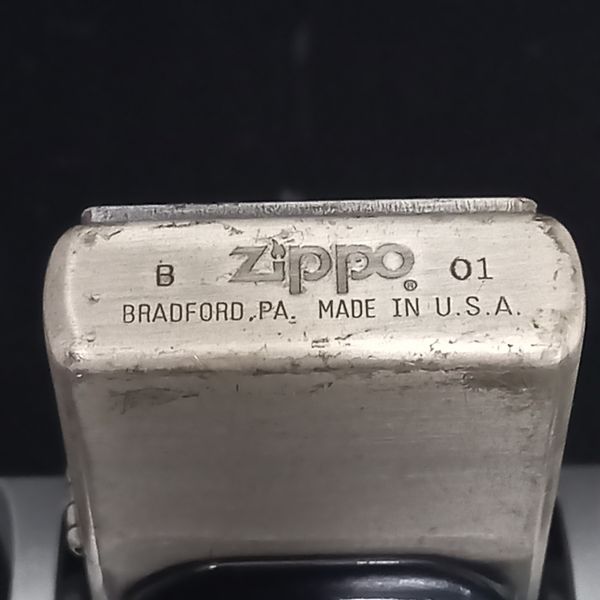 B Zippo® 01
BRADFORD, PA. MADE IN U.S.A.